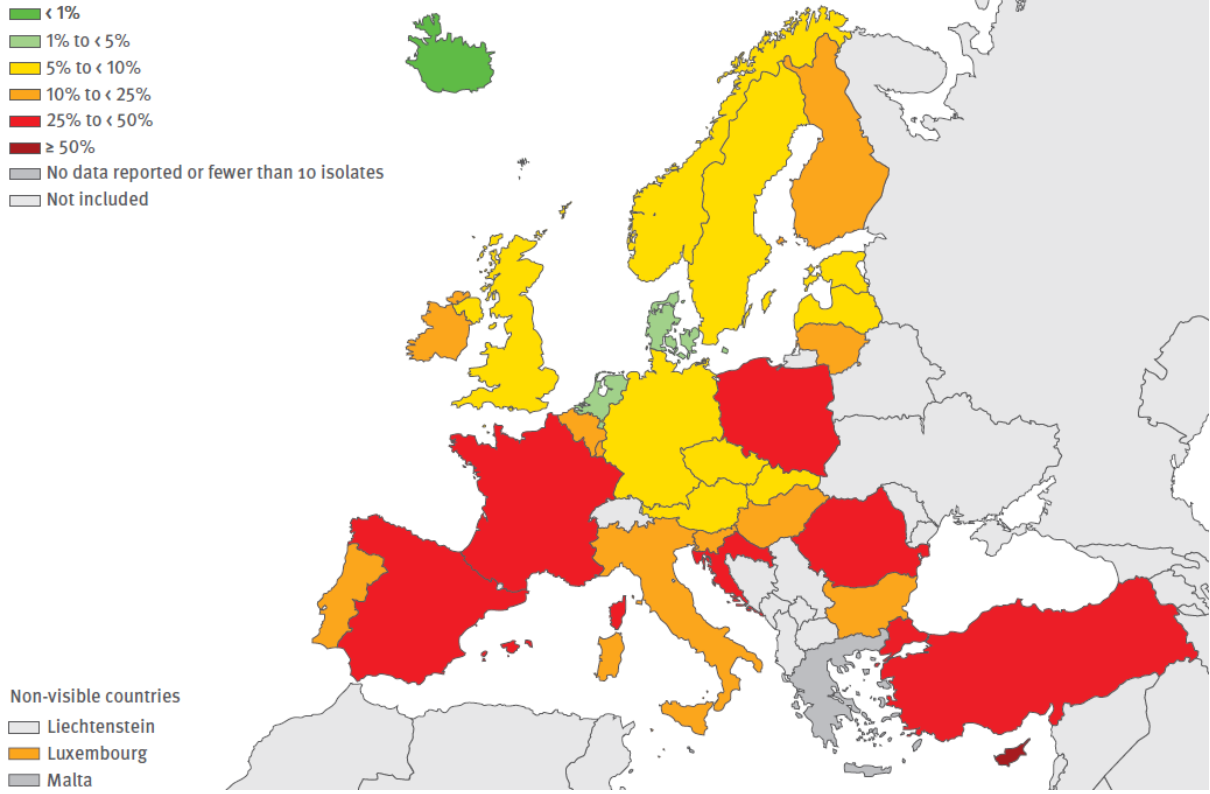 < 1%
1% to < 5%
5% to < 10%
10% to < 25%
25% to < 50%
≥ 50%
No data reported or fewer than 10 isolates
Not included
Non-visible countries
Liechtenstein
Luxembourg
Malta